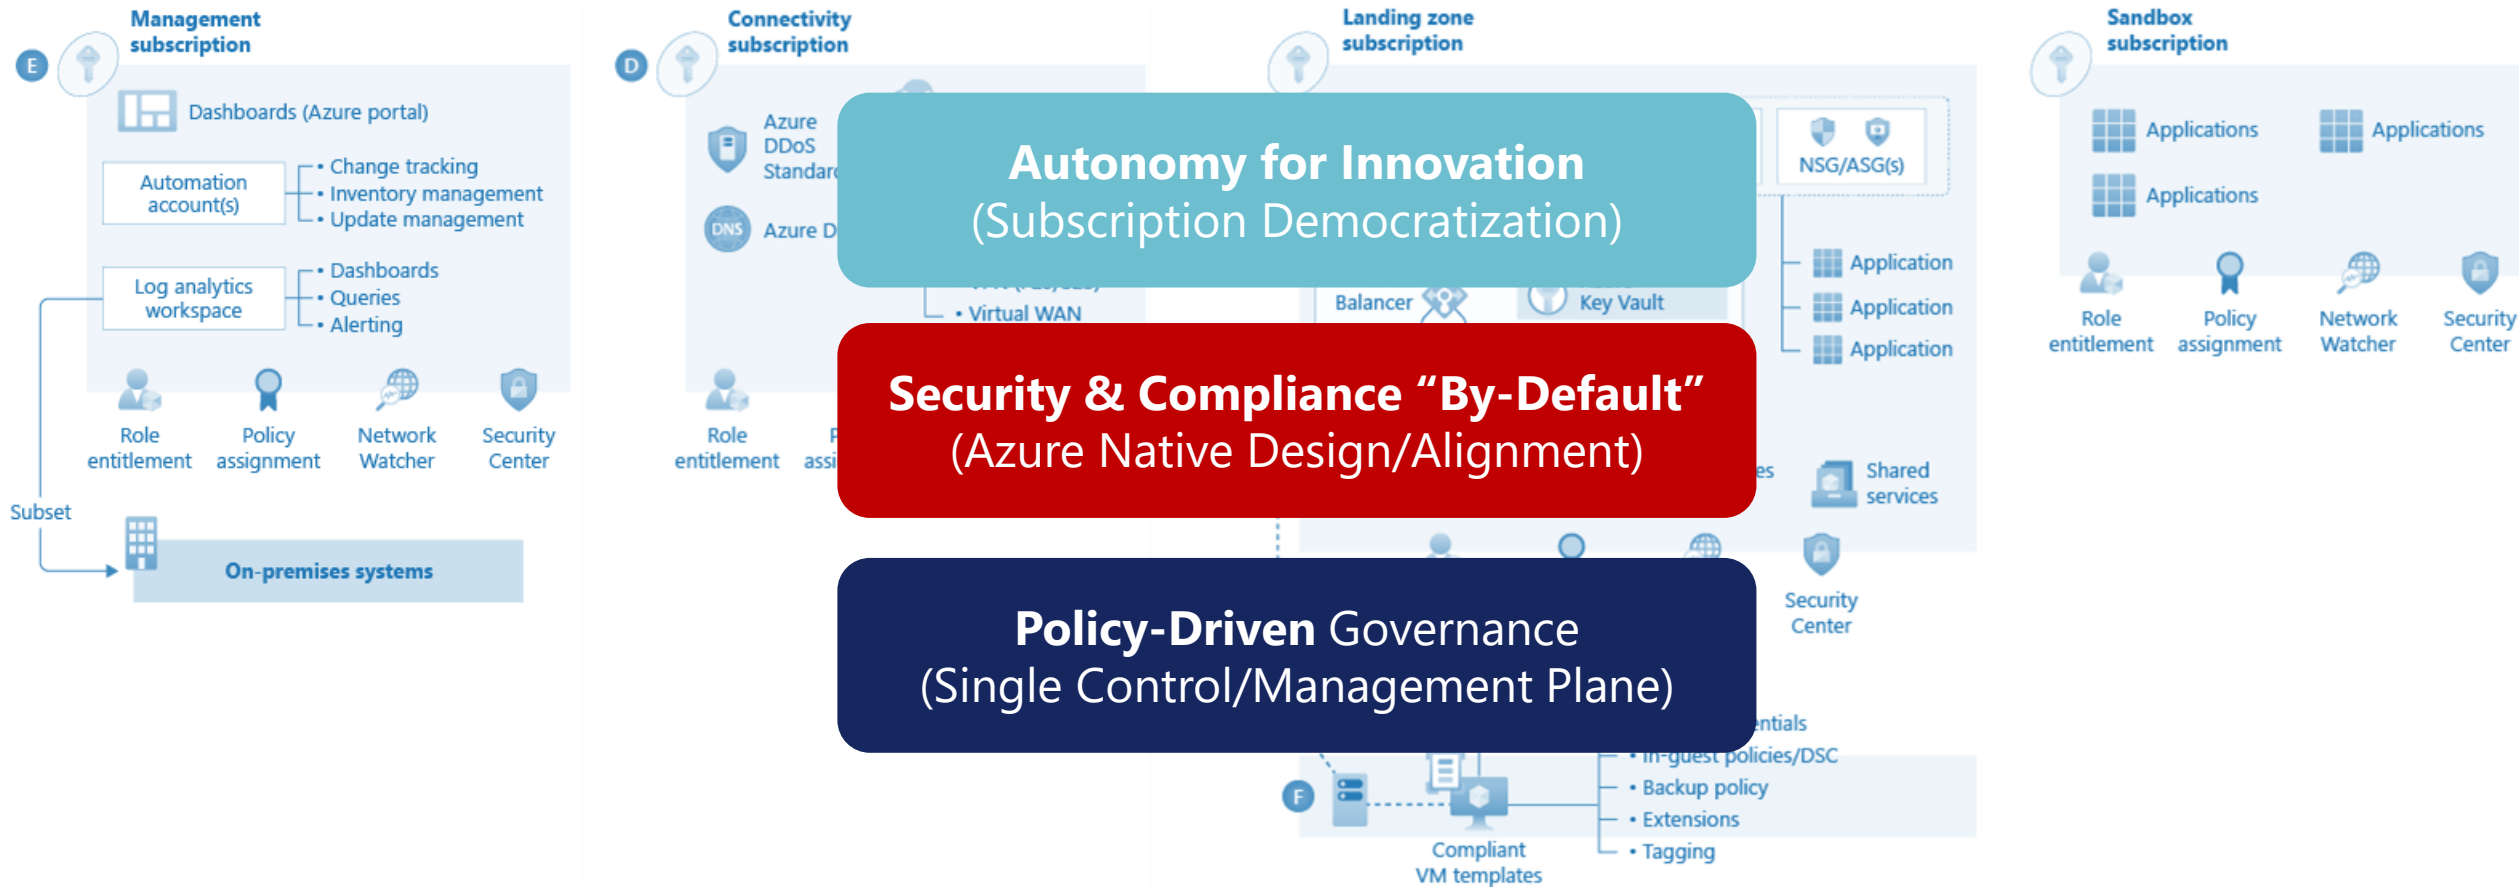 Management
subscription
E
Dashboards (Azure portal)
Automation
account(s)
• Change tracking
• Inventory management
• Update management
Log analytics
workspace
• Dashboards
• Queries
• Alerting
Role
entitlement
Policy
assignment
Network
Watcher
Security
Center
Subset
On-premises systems
Connectivity
subscription
D
Azure
DDoS
Standard
DNS
Azure D
• Virtual WAN
Role
entitlement
Autonomy for Innovation
(Subscription Democratization)
Security & Compliance “By-Default”
(Azure Native Design/Alignment)
Policy-Driven Governance
(Single Control/Management Plane)
Landing zone
subscription
NSG/ASG(s)
Balancer
Key Vault
Application
Application
Application
Shared
services
Security
Center
F
• In-guest policies/DSC
• Backup policy
• Extensions
• Tagging
Compliant
VM templates
Sandbox
subscription
Applications
Applications
Applications
Role
entitlement
Policy
assignment
Network
Watcher
Security
Center